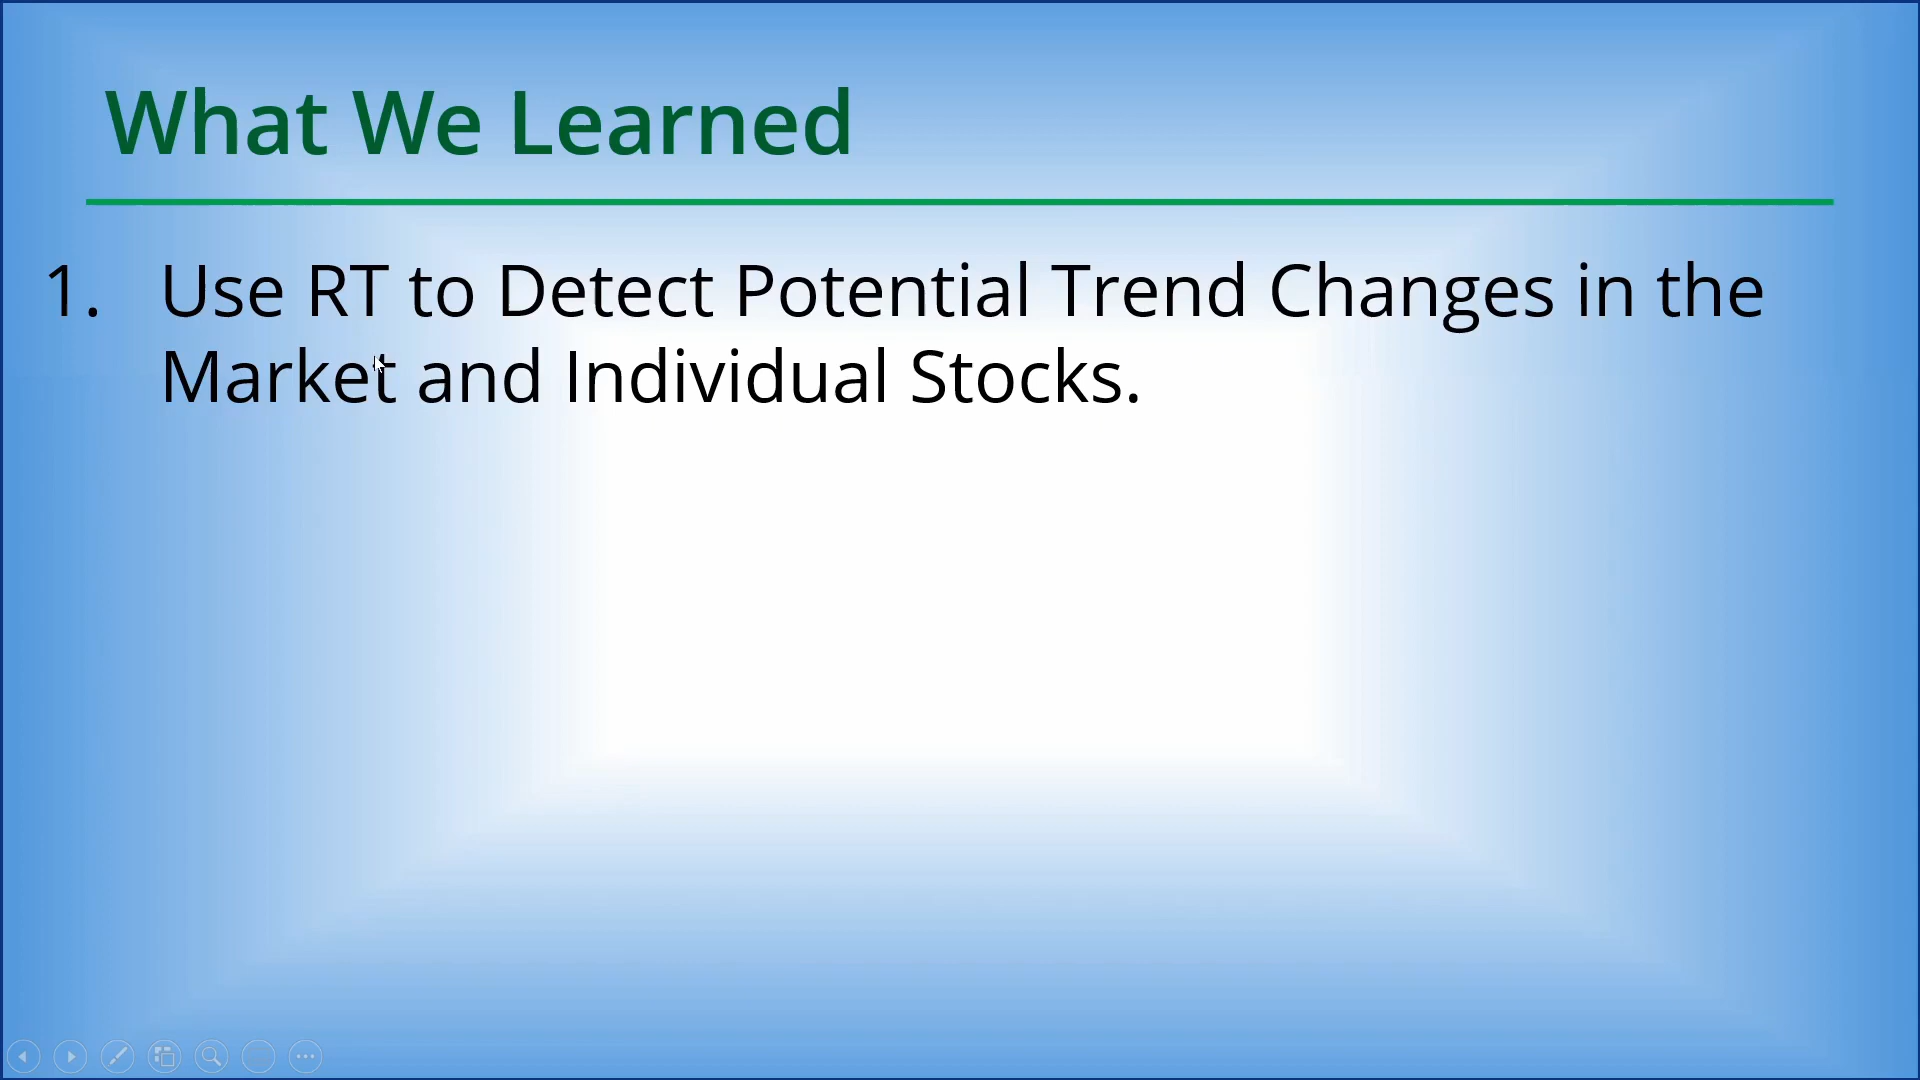 What We Learned
1. Use RT to Detect Potential Trend Changes in the
Market and Individual Stocks.